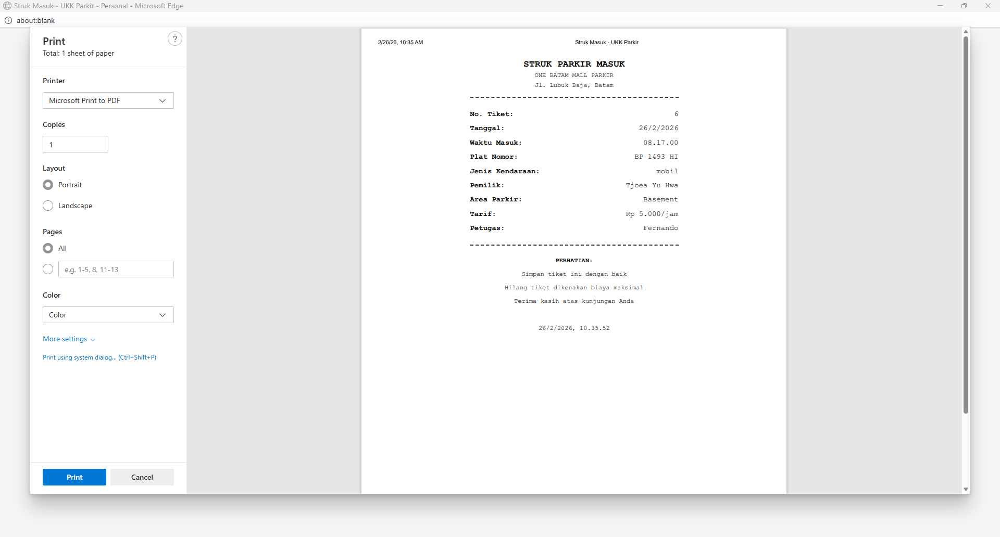 Struk Masuk - UKK Parkir - Personal - Microsoft Edge
about:blank
Print
?
Total: 1 sheet of paper
Printer
Microsoft Print to PDF
Copies
1
Layout
Portrait
Landscape
Pages
All
e.g. 1-5, 8, 11-13
Color
Color
More settings
Print using system dialog... (Ctrl+Shift+P)
Print
Cancel
2/26/26, 10:35 AM
Struk Masuk - UKK Parkir
STRUK PARKIR MASUK
ONE BATAM MALL PARKIR
Jl. Lubuk Baja, Batam
No. Tiket: 6
Tanggal: 26/2/2026
Waktu Masuk: 08.17.00
Plat Nomor: BP 1493 HI
Jenis Kendaraan: mobil
Pemilik: Tjoea Yu Hwa
Area Parkir: Basement
Tarif: Rp 5.000/jam
Petugas: Fernando
PERHATIAN:
Simpan tiket ini dengan baik
Hilang tiket dikenakan biaya maksimal
Terima kasih atas kunjungan Anda
26/2/2026, 10.35.52